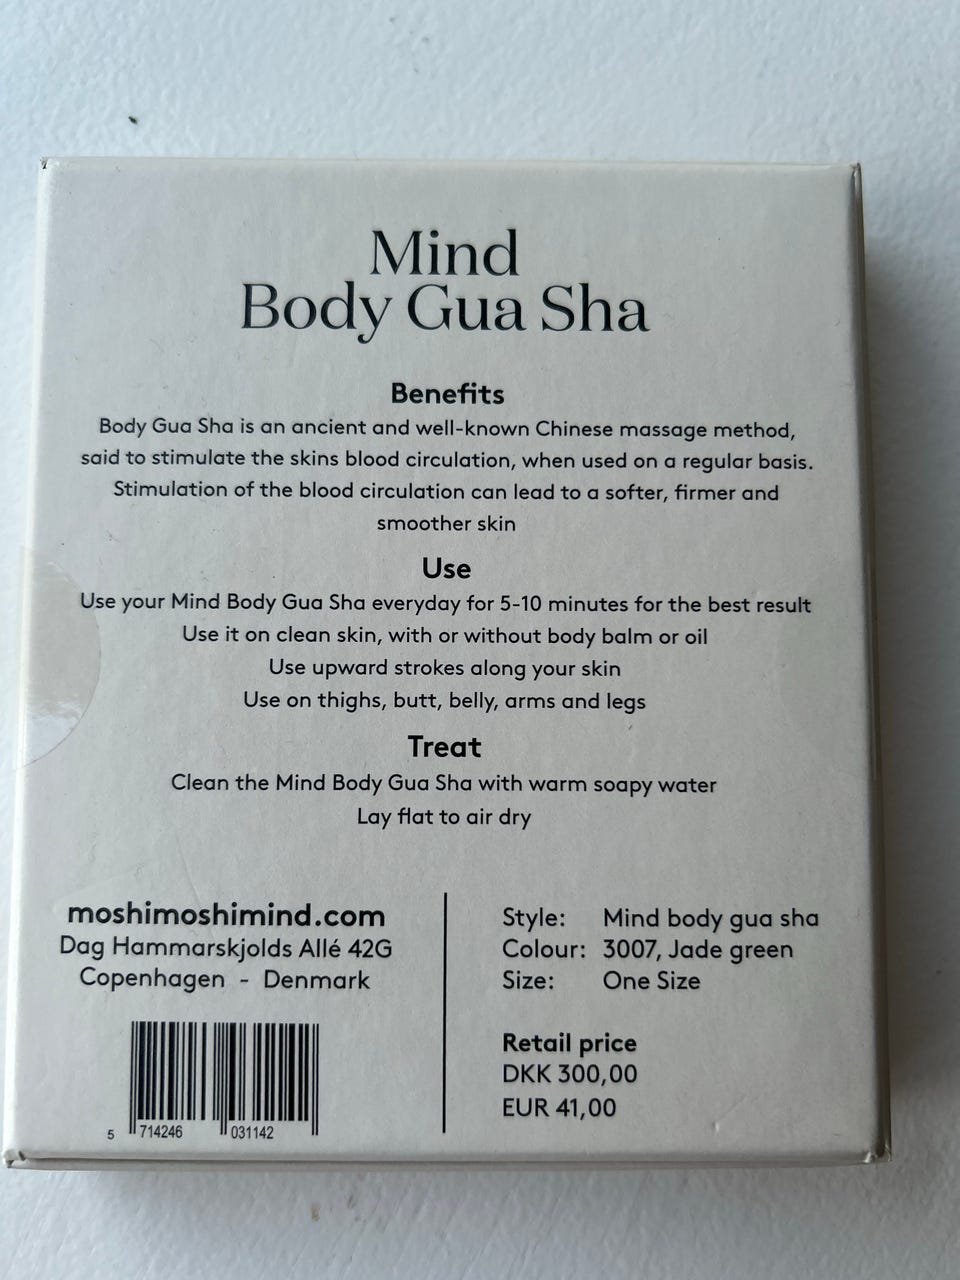 Mind
Body Gua Sha
Benefits
Body Gua Sha is an ancient and well-known Chinese massage method,
said to stimulate the skins blood circulation, when used on a regular basis.
Stimulation of the blood circulation can lead to a softer, firmer and
smoother skin
Use
Use your Mind Body Gua Sha everyday for 5-10 minutes for the best result
Use it on clean skin, with or without body balm or oil
Use upward strokes along your skin
Use on thighs, butt, belly, arms and legs
Treat
Clean the Mind Body Gua Sha with warm soapy water
Lay flat to air dry
moshimoshimind.com
Dag Hammarskjolds Allé 42G
Copenhagen - Denmark
5 714246 031142
Style: Mind body gua sha
Colour: 3007, Jade green
Size: One Size
Retail price
DKK 300,00
EUR 41,00